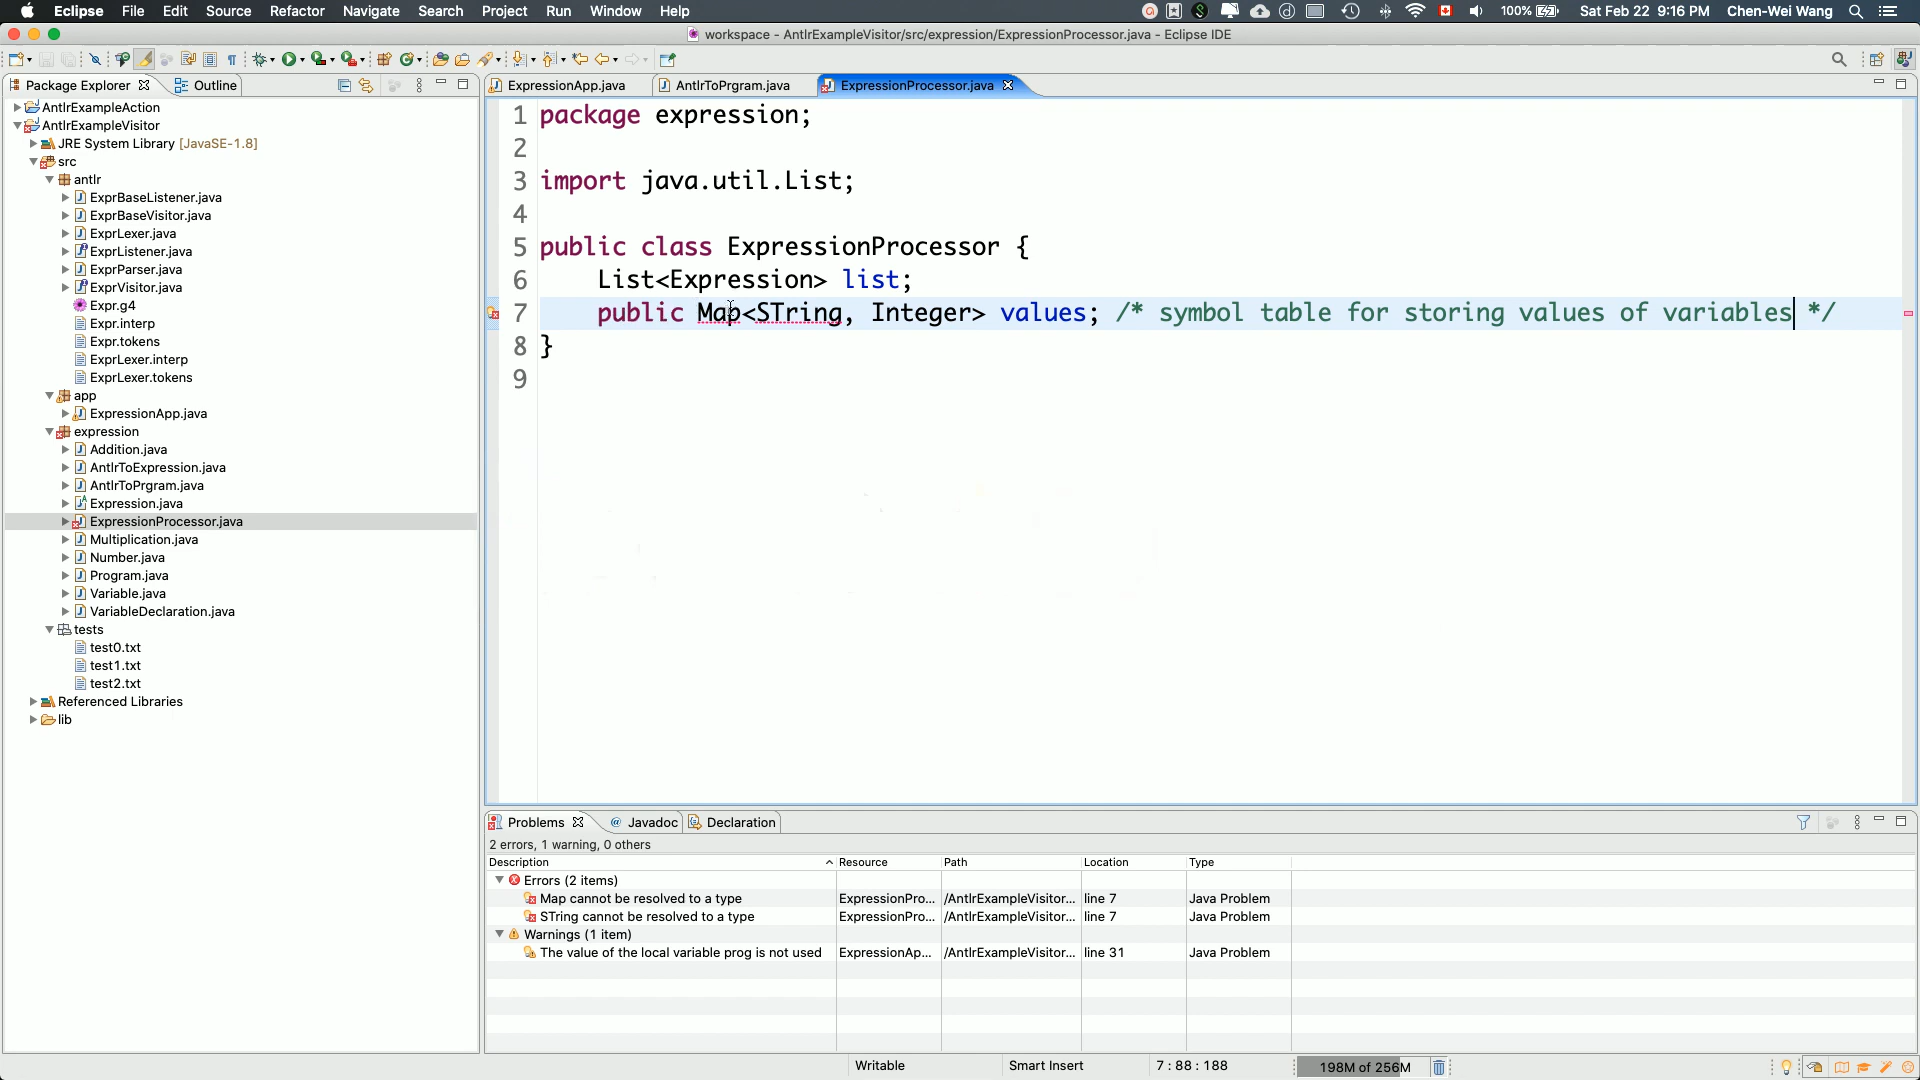 Eclipse File Edit Source Refactor Navigate Search Project Run Window Help 100% Sat Feb 22 9:16 PM Chen-Wei Wang
workspace - AntlrExampleVisitor/src/expression/ExpressionProcessor.java - Eclipse IDE
Package Explorer Outline
AntlrExampleAction
AntlrExampleVisitor
JRE System Library [JavaSE-1.8]
src
antlr
ExprBaseListener.java
ExprBaseVisitor.java
ExprLexer.java
ExprListener.java
ExprParser.java
ExprVisitor.java
Expr.g4
Expr.interp
Expr.tokens
ExprLexer.interp
ExprLexer.tokens
app
ExpressionApp.java
expression
Addition.java
AntlrToExpression.java
AntlrToPrgram.java
Expression.java
ExpressionProcessor.java
Multiplication.java
Number.java
Program.java
Variable.java
VariableDeclaration.java
tests
test0.txt
test1.txt
test2.txt
Referenced Libraries
lib
ExpressionApp.java AntlrToPrgram.java ExpressionProcessor.java
1 package expression;
2
3 import java.util.List;
4
5 public class ExpressionProcessor {
6 List<Expression> list;
7 public Map<STring, Integer> values; /* symbol table for storing values of variables */
8 }
9
Problems @ Javadoc Declaration
2 errors, 1 warning, 0 others
Description Resource Path Location Type
Errors (2 items)
Map cannot be resolved to a type ExpressionPro... /AntlrExampleVisitor... line 7 Java Problem
STring cannot be resolved to a type ExpressionPro... /AntlrExampleVisitor... line 7 Java Problem
Warnings (1 item)
The value of the local variable prog is not used ExpressionAp... /AntlrExampleVisitor... line 31 Java Problem
Writable Smart Insert 7 : 88 : 188 198M of 256M